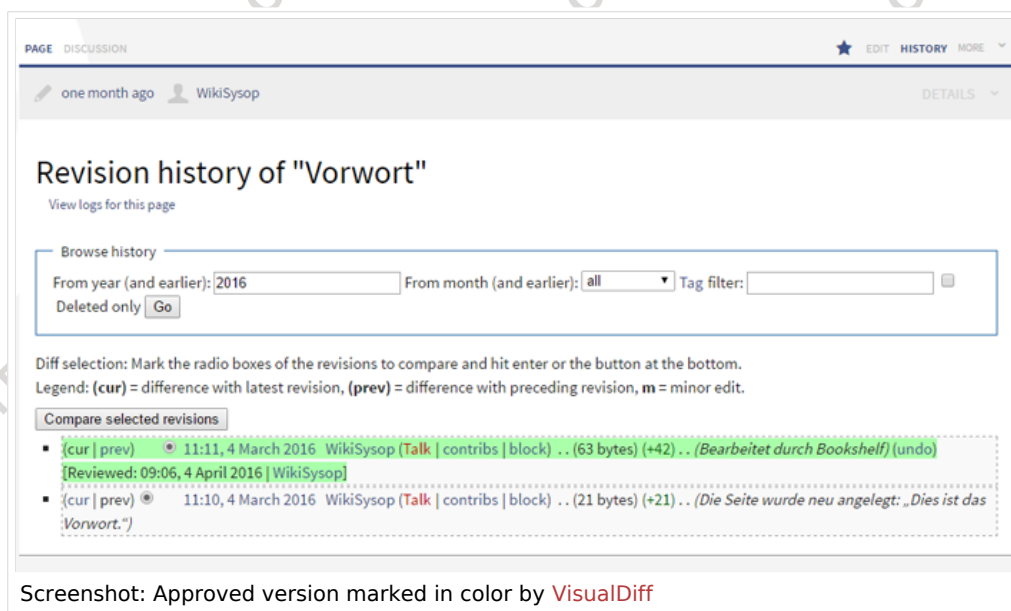 PAGE DISCUSSION EDIT HISTORY MORE
one month ago WikiSysop DETAILS
Revision history of "Vorwort"
View logs for this page
Browse history
From year (and earlier): 2016 From month (and earlier): all Tag filter:
Deleted only Go
Diff selection: Mark the radio boxes of the revisions to compare and hit enter or the button at the bottom.
Legend: (cur) = difference with latest revision, (prev) = difference with preceding revision, m = minor edit.
Compare selected revisions
(cur | prev) 11:11, 4 March 2016 WikiSysop (Talk | contribs | block) . . (63 bytes) (+42) . . (Bearbeitet durch Bookshelf) (undo)
[Reviewed: 09:06, 4 April 2016 | WikiSysop]
(cur | prev) 11:10, 4 March 2016 WikiSysop (Talk | contribs | block) . . (21 bytes) (+21) . . (Die Seite wurde neu angelegt: „Dies ist das
Vorwort.")
Screenshot: Approved version marked in color by VisualDiff